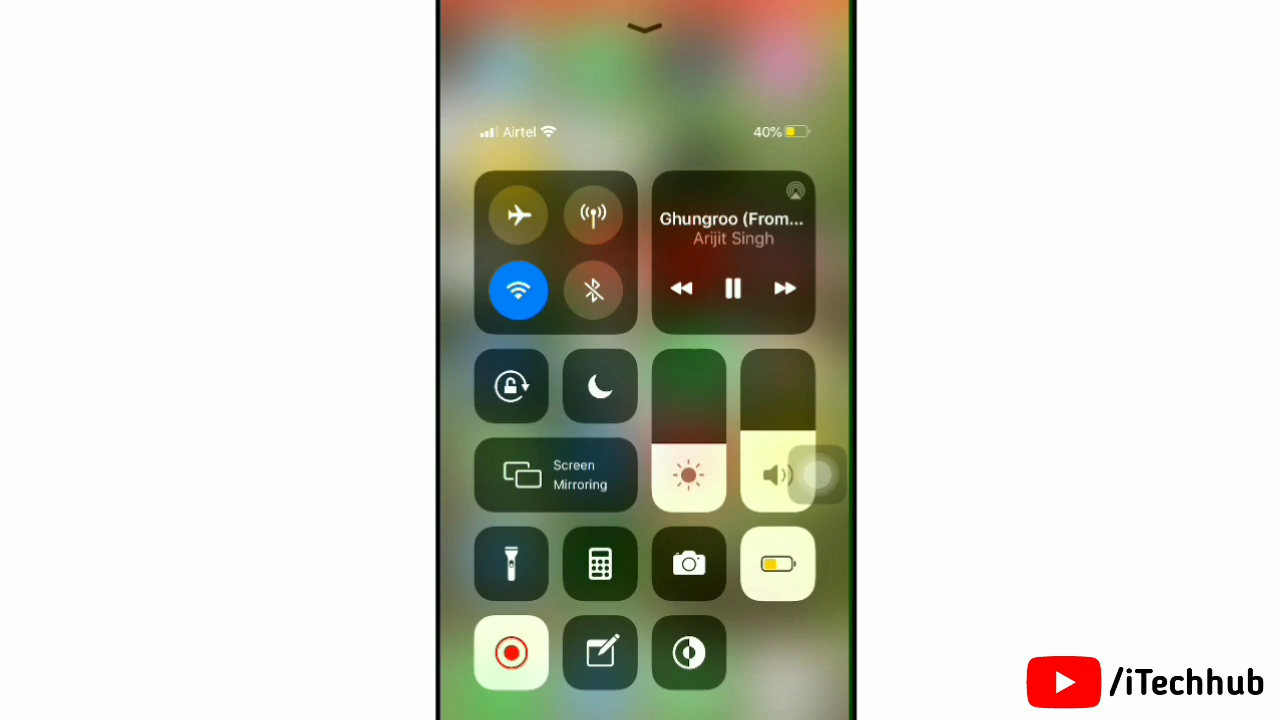 Airtel
40%
Ghungroo (From...
Arijit Singh
Screen
Mirroring
/iTechhub